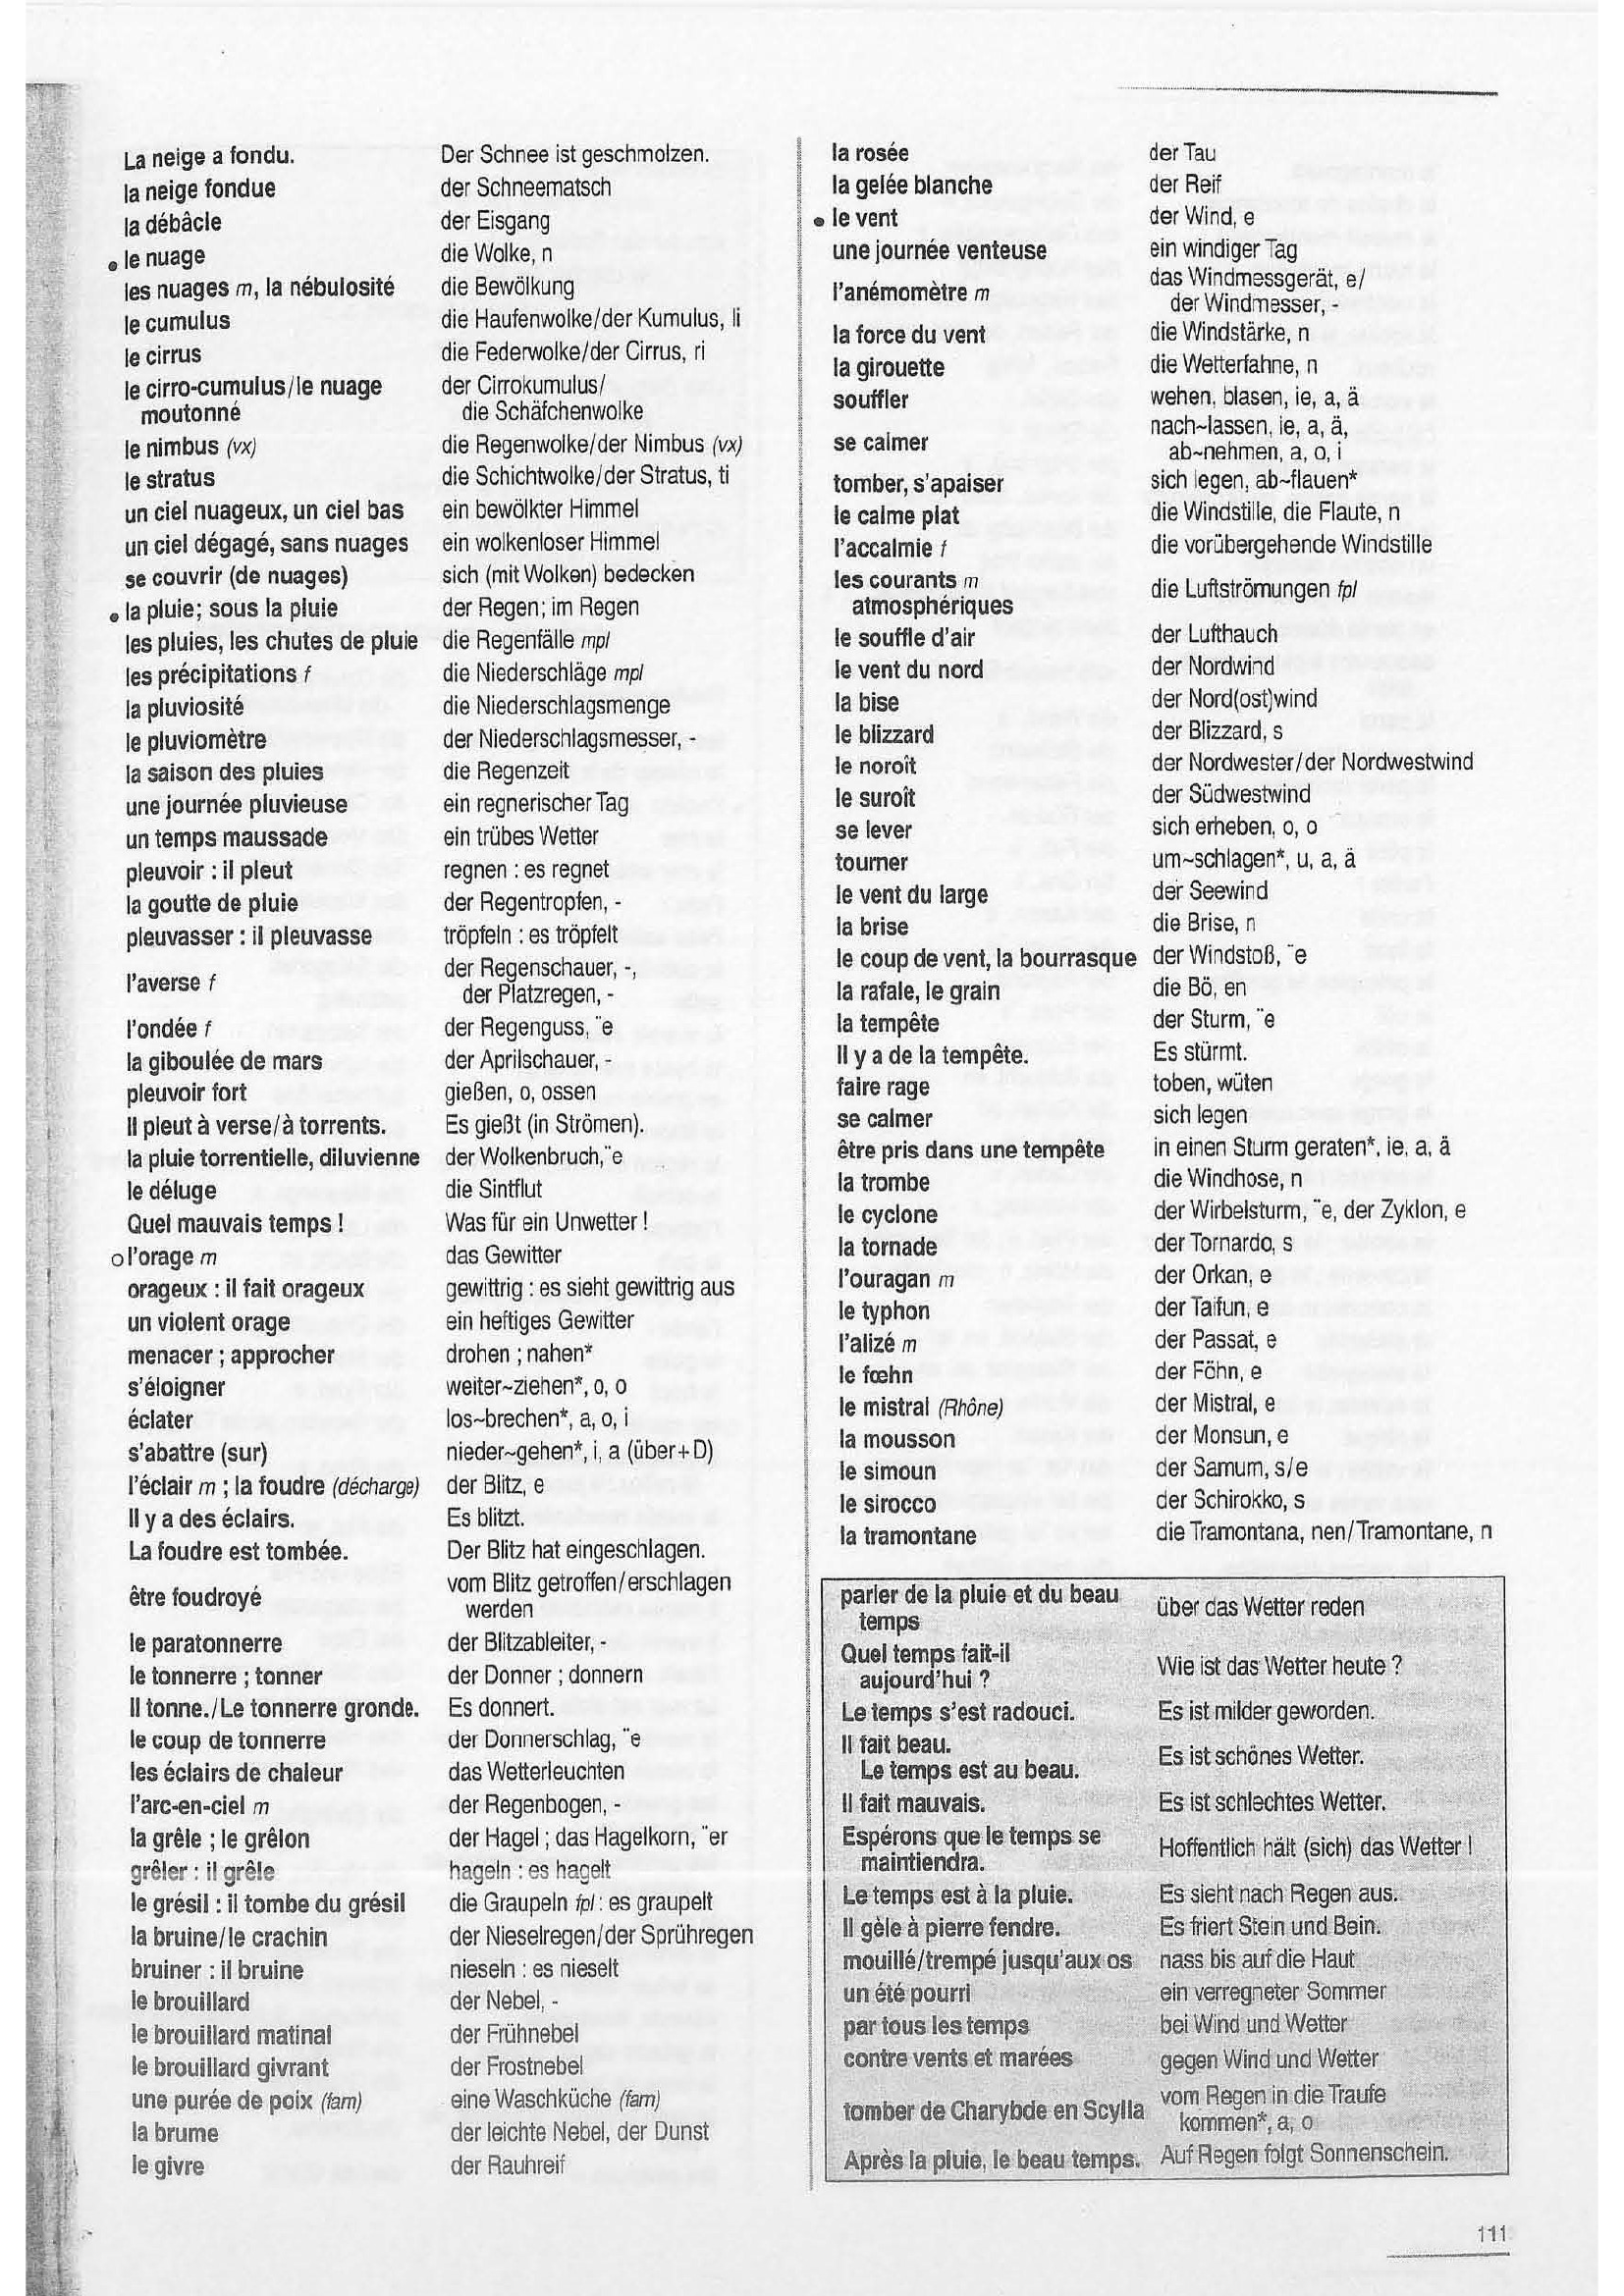 La neige a fondu. Der Schnee ist geschmolzen.
la neige fondue der Schneematsch
la débâcle der Eisgang
• le nuage die Wolke, n
les nuages m, la nébulosité die Bewölkung
le cumulus die Haufenwolke/der Kumulus, li
le cirrus die Federwolke/der Cirrus, ri
le cirro-cumulus/le nuage der Cirrokumulus/
moutonné die Schäfchenwolke
le nimbus (vx) die Regenwolke/der Nimbus (vx)
le stratus die Schichtwolke/der Stratus, ti
un ciel nuageux, un ciel bas ein bewölkter Himmel
un ciel dégagé, sans nuages ein wolkenloser Himmel
se couvrir (de nuages) sich (mit Wolken) bedecken
• la pluie; sous la pluie der Regen; im Regen
les pluies, les chutes de pluie die Regenfälle mpl
les précipitations f die Niederschläge mpl
la pluviosité die Niederschlagsmenge
le pluviomètre der Niederschlagsmesser, -
la saison des pluies die Regenzeit
une journée pluvieuse ein regnerischer Tag
un temps maussade ein trübes Wetter
pleuvoir : il pleut regnen : es regnet
la goutte de pluie der Regentropfen, -
pleuvasser : il pleuvasse tröpfeln : es tröpfelt
l'averse f der Regenschauer, -,
der Platzregen, -
l'ondée f der Regenguss, ¨e
la giboulée de mars der Aprilschauer, -
pleuvoir fort gießen, o, ossen
Il pleut à verse/à torrents. Es gießt (in Strömen).
la pluie torrentielle, diluvienne der Wolkenbruch,¨e
le déluge die Sintflut
Quel mauvais temps ! Was für ein Unwetter !
o l'orage m das Gewitter
orageux : il fait orageux gewittrig : es sieht gewittrig aus
un violent orage ein heftiges Gewitter
menacer ; approcher drohen ; nahen*
s'éloigner weiter~ziehen*, o, o
éclater los~brechen*, a, o, i
s'abattre (sur) nieder~gehen*, i, a (über+D)
l'éclair m ; la foudre (décharge) der Blitz, e
Il y a des éclairs. Es blitzt.
La foudre est tombée. Der Blitz hat eingeschlagen.
être foudroyé vom Blitz getroffen/erschlagen
werden
le paratonnerre der Blitzableiter, -
le tonnerre ; tonner der Donner ; donnern
Il tonne./Le tonnerre gronde. Es donnert.
le coup de tonnerre der Donnerschlag, ¨e
les éclairs de chaleur das Wetterleuchten
l'arc-en-ciel m der Regenbogen, -
la grêle ; le grêlon der Hagel ; das Hagelkorn, ¨er
grêler : il grêle hageln : es hagelt
le grésil : il tombe du grésil die Graupeln fpl : es graupelt
la bruine/le crachin der Nieselregen/der Sprühregen
bruiner : il bruine nieseln : es nieselt
le brouillard der Nebel, -
le brouillard matinal der Frühnebel
le brouillard givrant der Frostnebel
une purée de poix (fam) eine Waschküche (fam)
la brume der leichte Nebel, der Dunst
le givre der Rauhreif
la rosée der Tau
la gelée blanche der Reif
• le vent der Wind, e
une journée venteuse ein windiger Tag
l'anémomètre m das Windmessgerät, e/
der Windmesser, -
la force du vent die Windstärke, n
la girouette die Wetterfahne, n
souffler wehen, blasen, ie, a, ä
se calmer nach~lassen, ie, a, ä,
ab~nehmen, a, o, i
tomber, s'apaiser sich legen, ab~flauen*
le calme plat die Windstille, die Flaute, n
l'accalmie f die vorübergehende Windstille
les courants m
atmosphériques die Luftströmungen fpl
le souffle d'air der Lufthauch
le vent du nord der Nordwind
la bise der Nord(ost)wind
le blizzard der Blizzard, s
le noroît der Nordwester/der Nordwestwind
le suroît der Südwestwind
se lever sich erheben, o, o
tourner um~schlagen*, u, a, ä
le vent du large der Seewind
la brise die Brise, n
le coup de vent, la bourrasque der Windstoß, ¨e
la rafale, le grain die Bö, en
la tempête der Sturm, ¨e
Il y a de la tempête. Es stürmt.
faire rage toben, wüten
se calmer sich legen
être pris dans une tempête in einen Sturm geraten*, ie, a, ä
la trombe die Windhose, n
le cyclone der Wirbelsturm, ¨e, der Zyklon, e
la tornade der Tornardo, s
l'ouragan m der Orkan, e
le typhon der Taifun, e
l'alizé m der Passat, e
le fœhn der Föhn, e
le mistral (Rhône) der Mistral, e
la mousson der Monsun, e
le simoun der Samum, s/e
le sirocco der Schirokko, s
la tramontane die Tramontana, nen/Tramontane, n
parler de la pluie et du beau
temps über das Wetter reden
Quel temps fait-il
aujourd'hui ? Wie ist das Wetter heute ?
Le temps s'est radouci. Es ist milder geworden.
Il fait beau.
Le temps est au beau. Es ist schönes Wetter.
Il fait mauvais. Es ist schlechtes Wetter.
Espérons que le temps se
maintiendra. Hoffentlich hält (sich) das Wetter !
Le temps est à la pluie. Es sieht nach Regen aus.
Il gèle à pierre fendre. Es friert Stein und Bein.
mouillé/trempé jusqu'aux os nass bis auf die Haut
un été pourri ein verregneter Sommer
par tous les temps bei Wind und Wetter
contre vents et marées gegen Wind und Wetter
tomber de Charybde en Scylla vom Regen in die Traufe
kommen*, a, o
Après la pluie, le beau temps. Auf Regen folgt Sonnenschein.
111